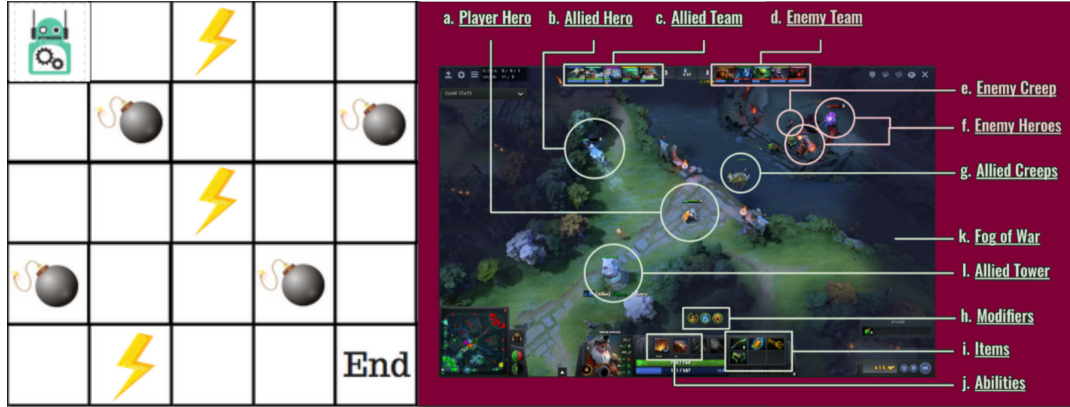 a. Player Hero
b. Allied Hero
c. Allied Team
d. Enemy Team
GAME STATS
e. Enemy Creep
f. Enemy Heroes
g. Allied Creeps
k. Fog of War
l. Allied Tower
h. Modifiers
i. Items
j. Abilities
End